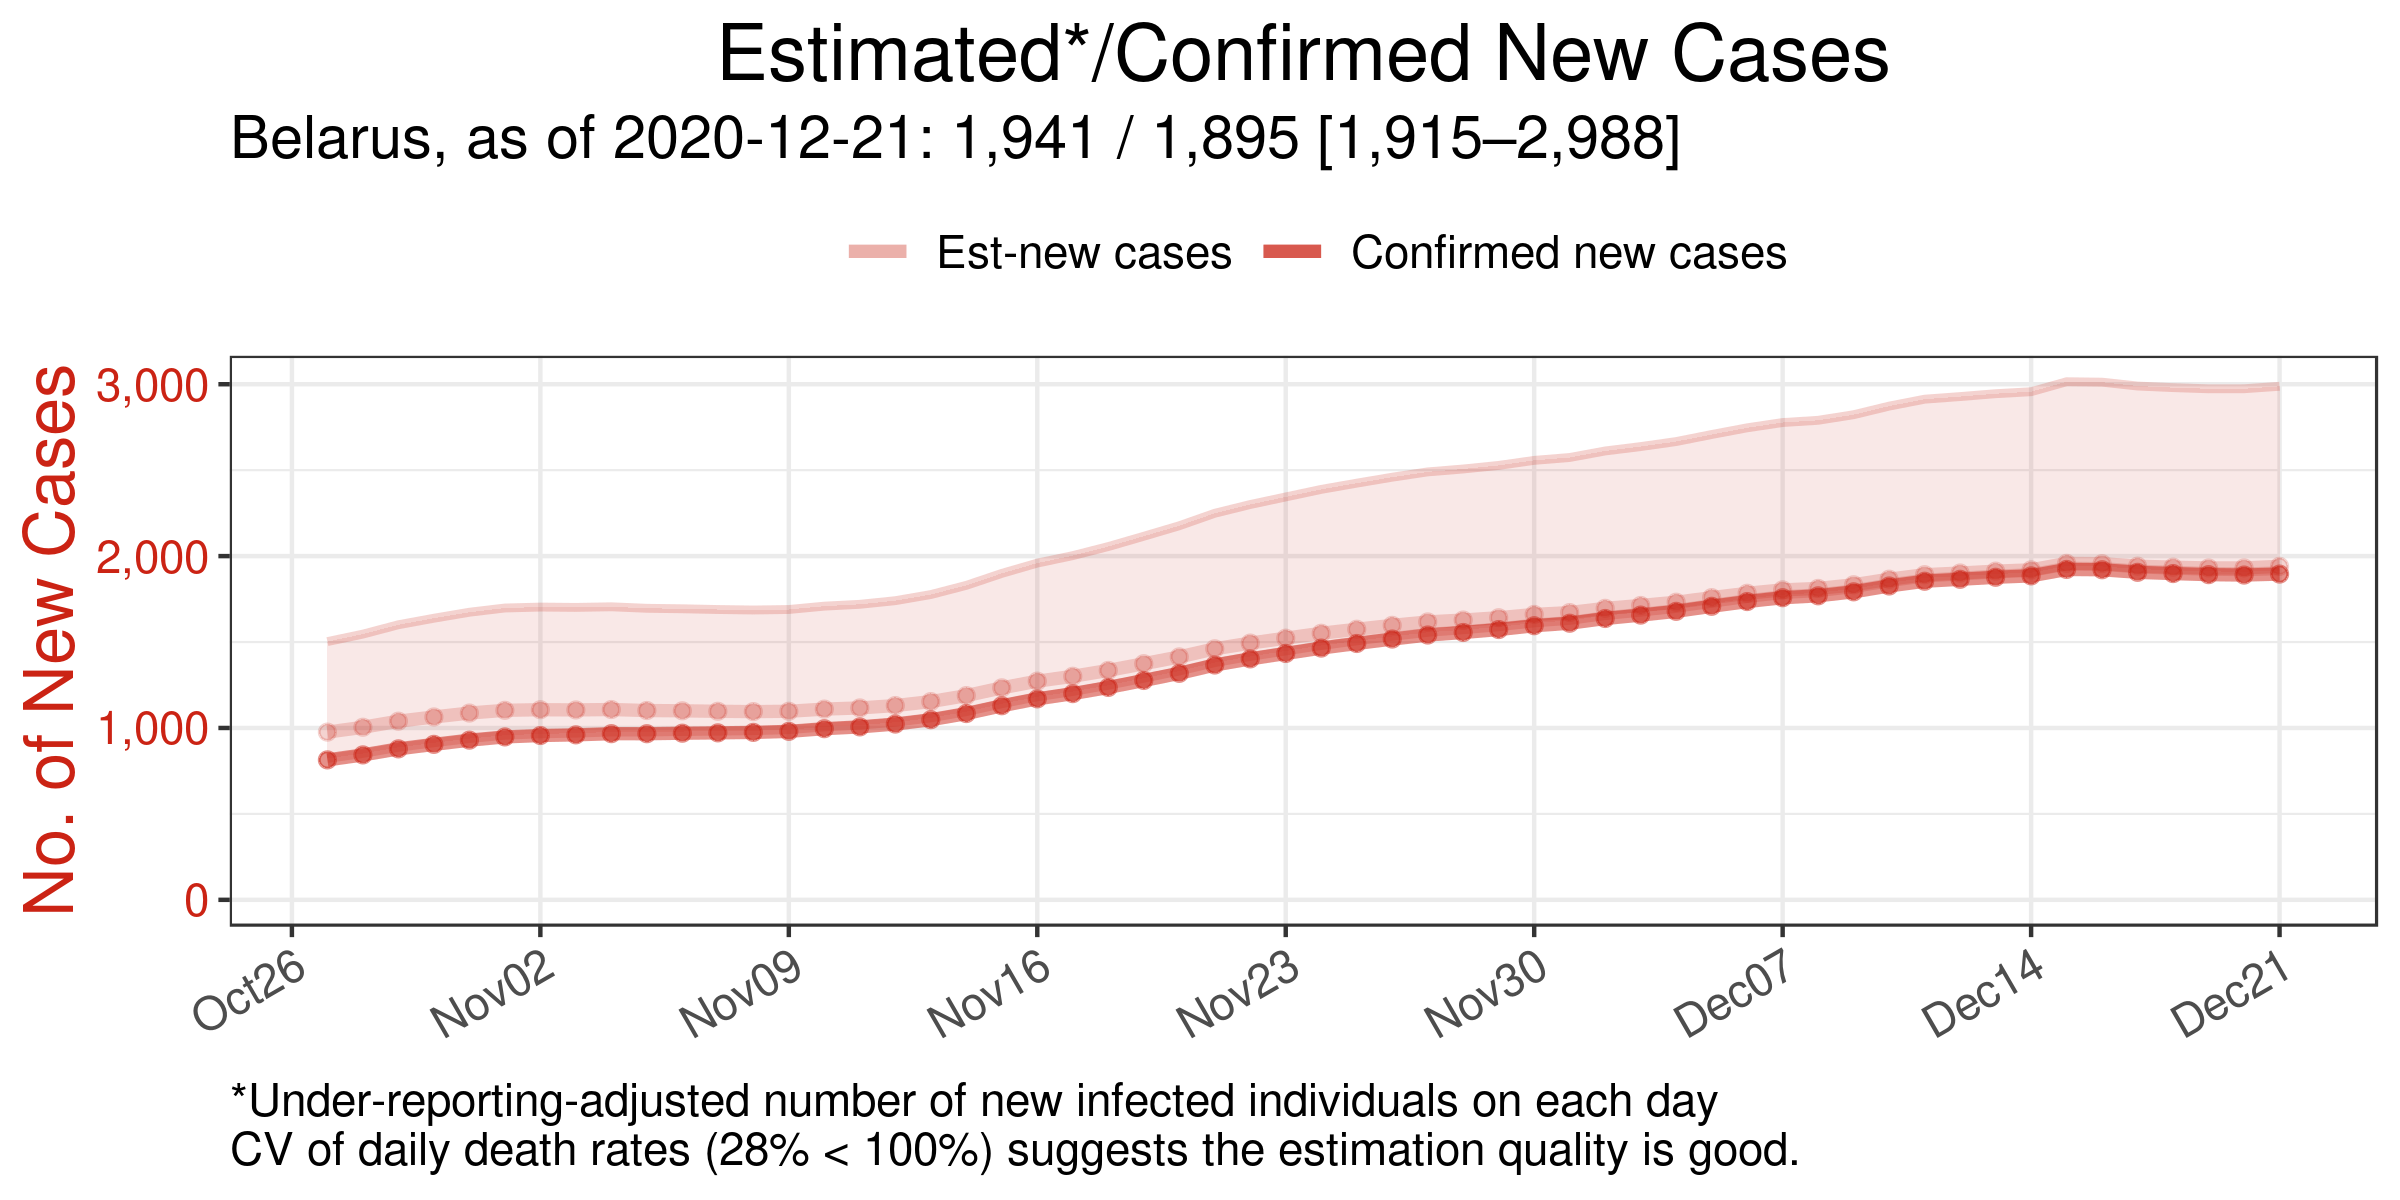 Estimated*/Confirmed New Cases
Belarus, as of 2020-12-21: 1,941 / 1,895 [1,915–2,988]
Est-new cases Confirmed new cases
No. of New Cases
3,000
2,000
1,000
0
Oct26 Nov02 Nov09 Nov16 Nov23 Nov30 Dec07 Dec14 Dec21
*Under-reporting-adjusted number of new infected individuals on each day
CV of daily death rates (28% < 100%) suggests the estimation quality is good.